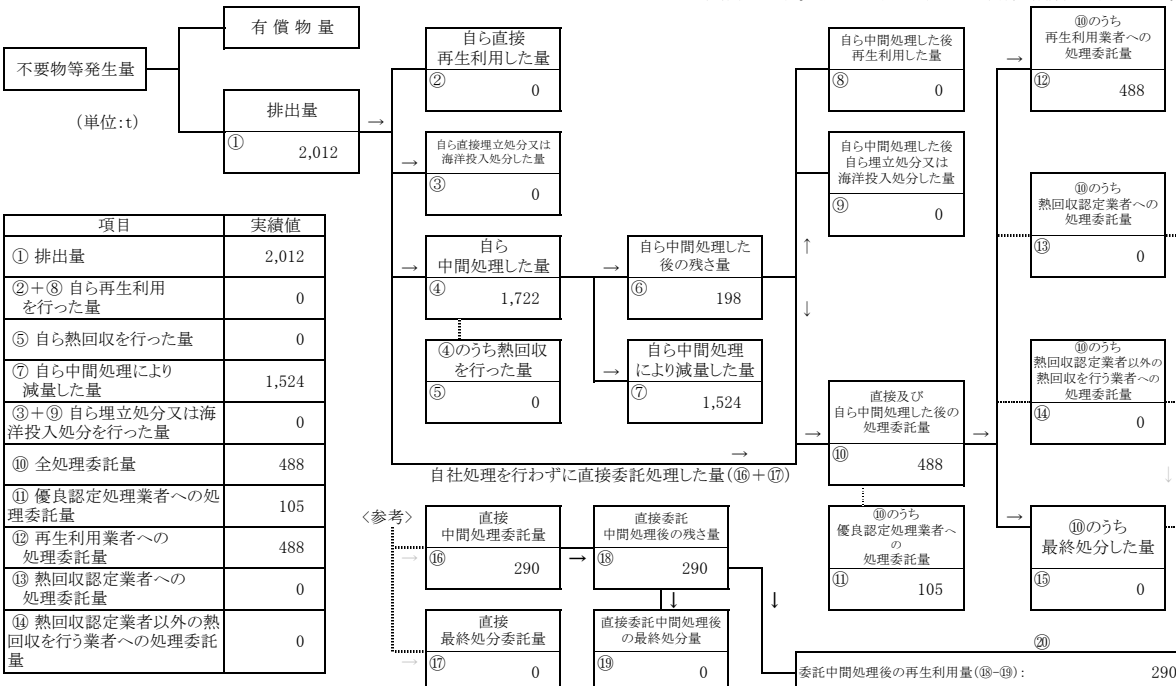 有 償 物 量
不要物等発生量
(単位:t)
排出量
①
2,012
→
自ら直接
再生利用した量
②
0
→
自ら直接埋立処分又は
海洋投入処分した量
③
0
→
自ら
中間処理した量
④
1,722
④のうち熱回収
を行った量
⑤
0
→
自ら中間処理した
後の残さ量
⑥
198
→
自ら中間処理
により減量した量
⑦
1,524
自ら中間処理した後
再生利用した量
⑧
0
自ら中間処理した後
自ら埋立処分又は
海洋投入処分した量
⑨
0
↑
↓
→
自社処理を行わずに直接委託処理した量(⑯+⑰)
→
直接及び
自ら中間処理した後の
処理委託量
⑩
488
→
⑩のうち
優良認定処理業者へ
の
処理委託量
⑪
105
→
⑩のうち
再生利用業者への
処理委託量
⑫
488
⑩のうち
熱回収認定業者への
処理委託量
⑬
0
⑩のうち
熱回収認定業者以外の
熱回収を行う業者への
処理委託量
⑭
0
↓
→
⑩のうち
最終処分した量
⑮
0
項目 実績値
① 排出量 2,012
②+⑧ 自ら再生利用
を行った量 0
⑤ 自ら熱回収を行った量 0
⑦ 自ら中間処理により
減量した量 1,524
③+⑨ 自ら埋立処分又は海
洋投入処分を行った量 0
⑩ 全処理委託量 488
⑪ 優良認定処理業者への処
理委託量 105
⑫ 再生利用業者への
処理委託量 488
⑬ 熱回収認定業者への
処理委託量 0
⑭ 熱回収認定業者以外の熱
回収を行う業者への処理委託
量 0
〈参考〉
→
直接
中間処理委託量
⑯
290
→
直接委託
中間処理後の残さ量
⑱
290
→
直接
最終処分委託量
⑰
0
↓
直接委託中間処理後
の最終処分量
⑲
0
↓
⑳
委託中間処理後の再生利用量(⑱-⑲): 290